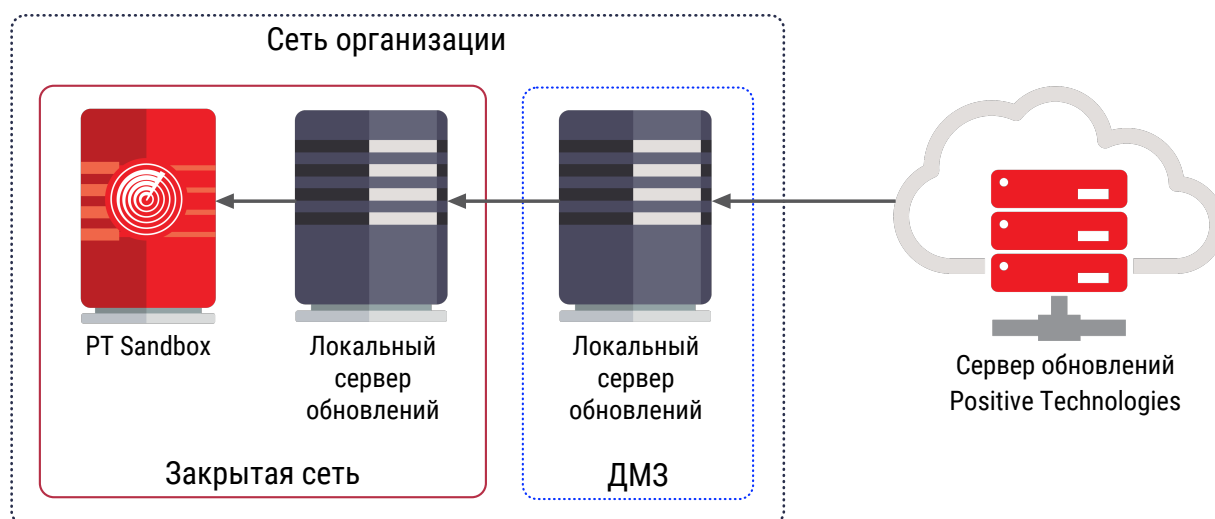 Сеть организации
PT Sandbox
Локальный
сервер
обновлений
Локальный
сервер
обновлений
Сервер обновлений
Positive Technologies
Закрытая сеть
ДМЗ